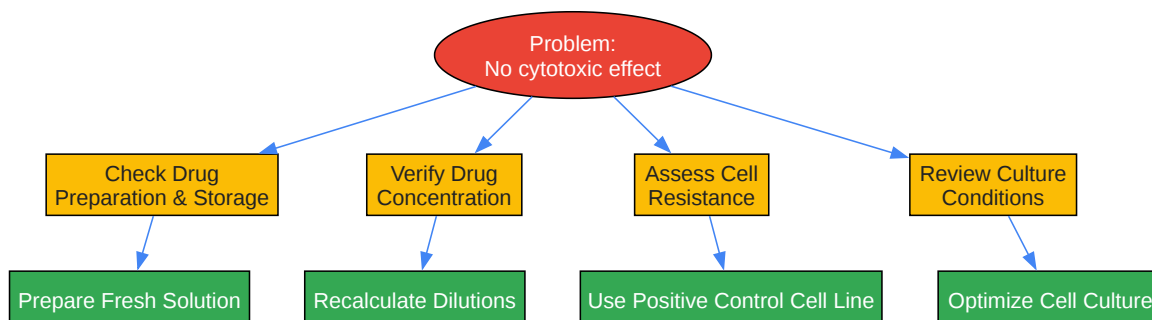 Problem:
No cytotoxic effect
Check Drug
Preparation & Storage
Verify Drug
Concentration
Assess Cell
Resistance
Review Culture
Conditions
Prepare Fresh Solution
Recalculate Dilutions
Use Positive Control Cell Line
Optimize Cell Culture